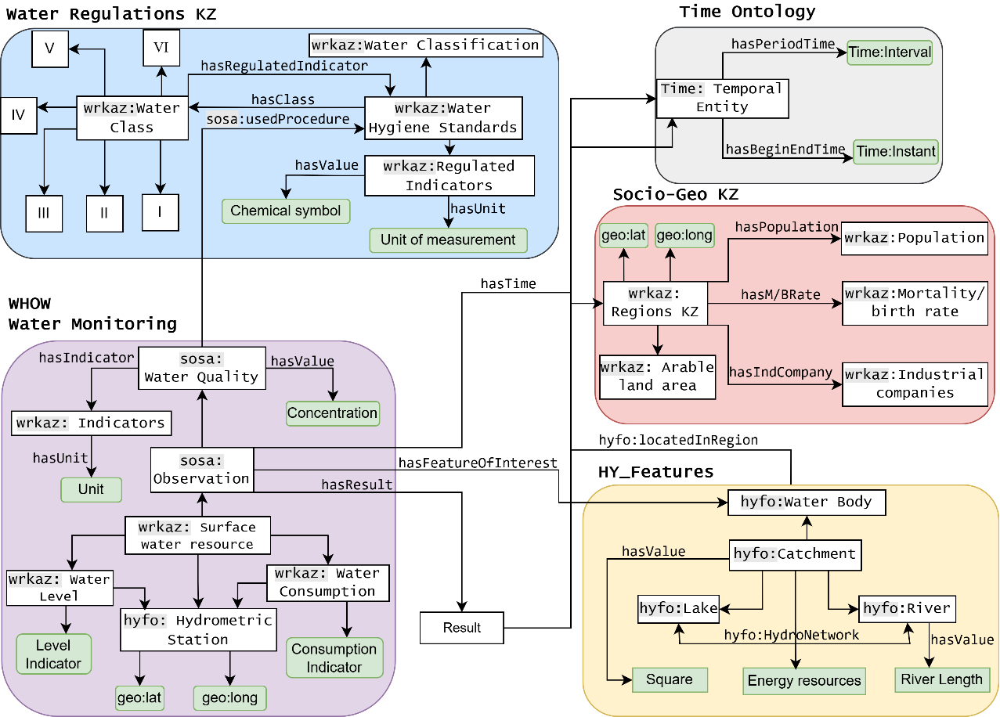 Water Regulations KZ
V
VI
wrkaz:Water Classification
hasRegulatedIndicator
IV
wrkaz:Water
Class
hasClass
sosa:usedProcedure
wrkaz:Water
Hygiene Standards
hasValue
wrkaz:Regulated
Indicators
III
II
I
Chemical symbol
hasUnit
Unit of measurement
Time Ontology
hasPeriodTime
Time:Interval
Time: Temporal
Entity
hasBeginEndTime
Time:Instant
Socio-Geo KZ
geo:lat
geo:long
hasPopulation
wrkaz:Population
wrkaz:
Regions KZ
hasM/BRate
wrkaz:Mortality/
birth rate
wrkaz: Arable
land area
hasIndCompany
wrkaz:Industrial
companies
hasTime
WHOW
Water Monitoring
hasIndicator
sosa:
Water Quality
hasValue
wrkaz: Indicators
Concentration
hasUnit
Unit
sosa:
Observation
hasFeatureOfInterest
hasResult
wrkaz: Surface
water resource
wrkaz: Water
Level
wrkaz: Water
Consumption
hyfo: Hydrometric
Station
Level
Indicator
Consumption
Indicator
geo:lat
geo:long
Result
hyfo:locatedInRegion
HY_Features
hyfo:Water Body
hasValue
hyfo:Catchment
hyfo:Lake
hyfo:River
hyfo:HydroNetwork
hasValue
Square
Energy resources
River Length